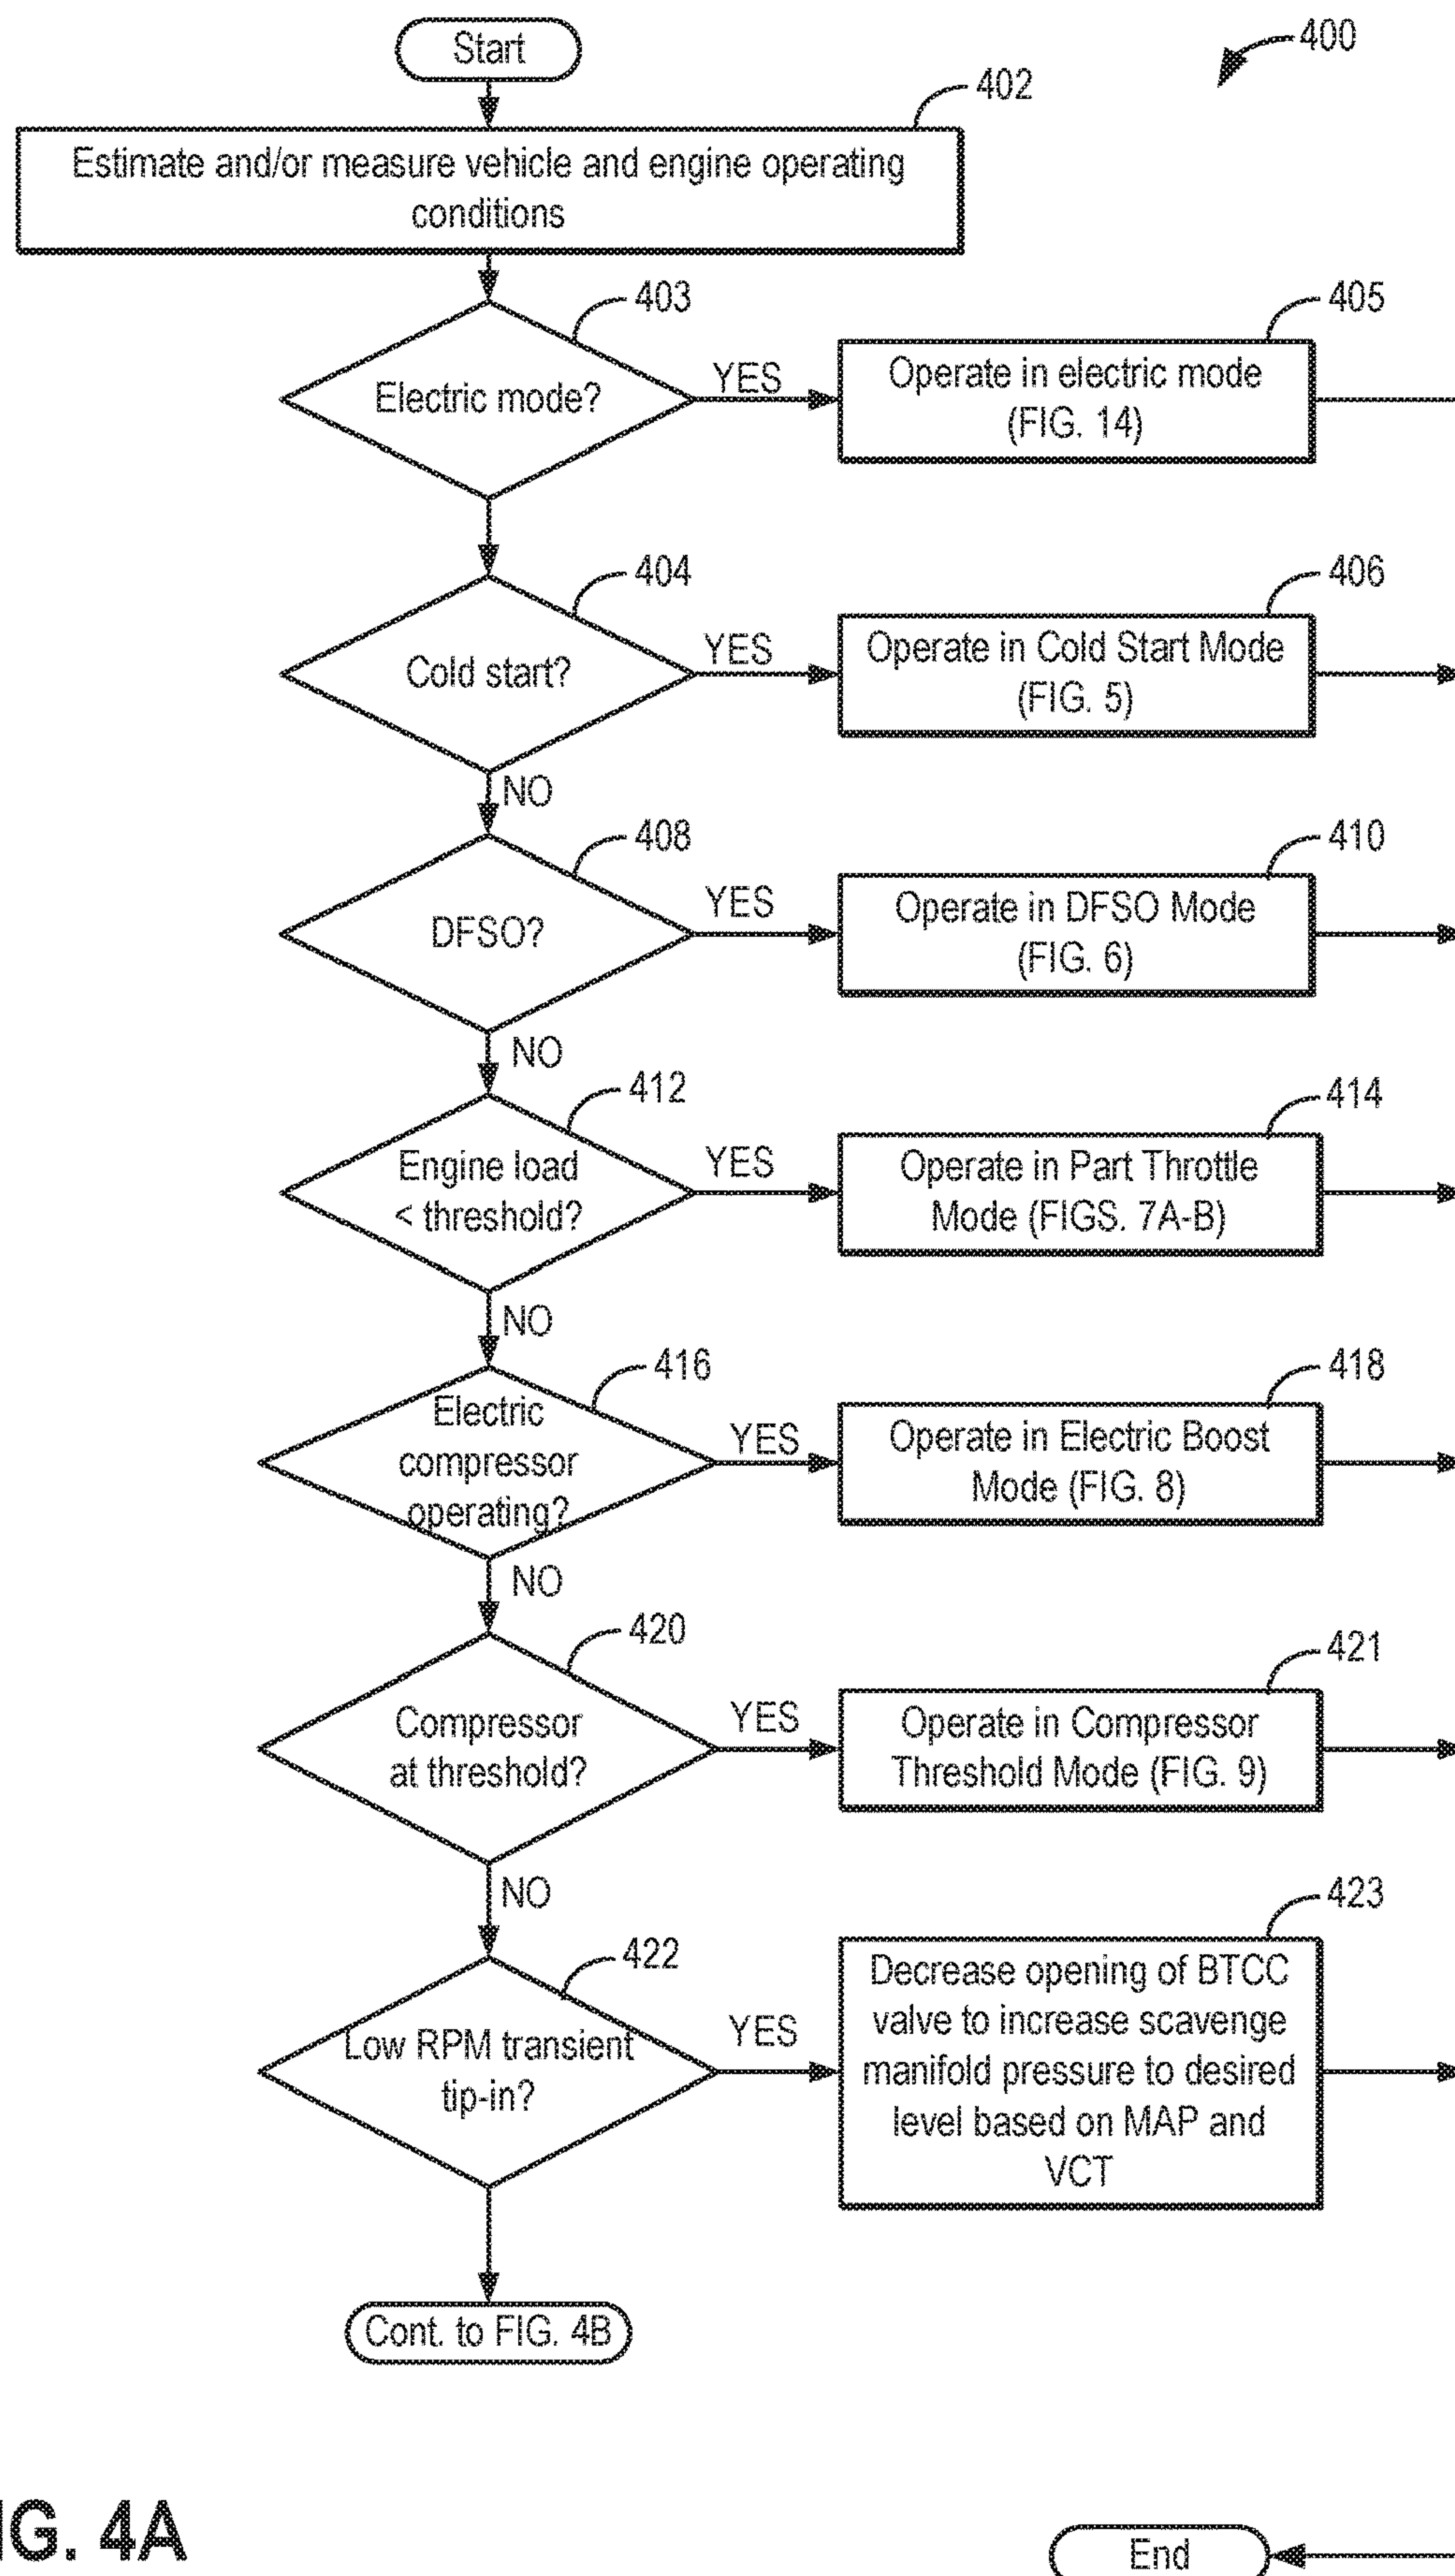 Start
400
402
Estimate and/or measure vehicle and engine operating
conditions
403
405
Electric mode?
YES
Operate in electric mode
(FIG. 14)
404
406
Cold start?
YES
Operate in Cold Start Mode
(FIG. 5)
NO
408
410
DFSO?
YES
Operate in DFSO Mode
(FIG. 6)
NO
412
414
Engine load
< threshold?
YES
Operate in Part Throttle
Mode (FIGS. 7A-B)
NO
416
418
Electric
compressor
operating?
YES
Operate in Electric Boost
Mode (FIG. 8)
NO
420
421
Compressor
at threshold?
YES
Operate in Compressor
Threshold Mode (FIG. 9)
NO
422
423
Low RPM transient
tip-in?
YES
Decrease opening of BTCC
valve to increase scavenge
manifold pressure to desired
level based on MAP and
VCT
Cont. to FIG. 4B
IG. 4A
End